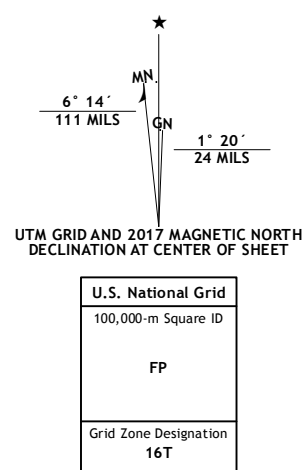 ★
MN.
GN
6° 14´
111 MILS
1° 20´
24 MILS
UTM GRID AND 2017 MAGNETIC NORTH
DECLINATION AT CENTER OF SHEET
U.S. National Grid
100,000-m Square ID
FP
Grid Zone Designation
16T